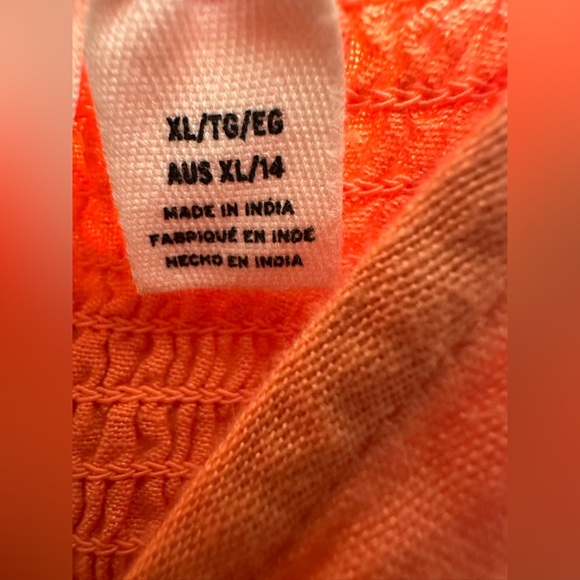 XL/TG/EG
AUS XL/14
MADE IN INDIA
FABRIQUÉ EN INDE
HECHO EN INDIA